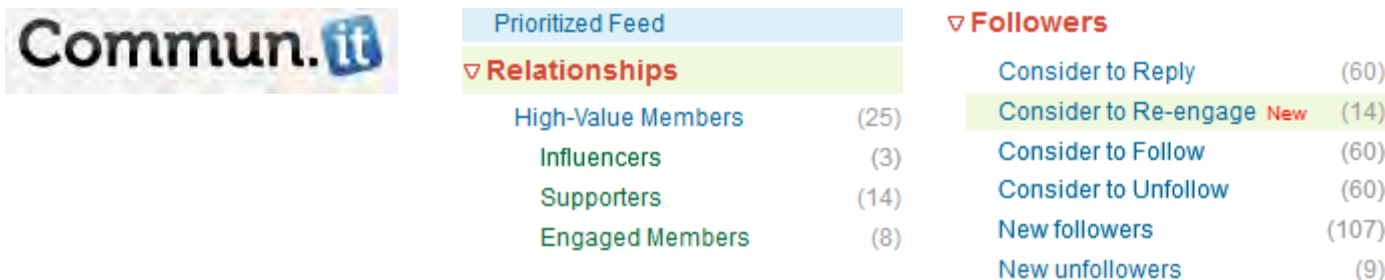 Commun.it
Prioritized Feed
Relationships
High-Value Members (25)
Influencers (3)
Supporters (14)
Engaged Members (8)
Followers
Consider to Reply (60)
Consider to Re-engage New (14)
Consider to Follow (60)
Consider to Unfollow (60)
New followers (107)
New unfollowers (9)